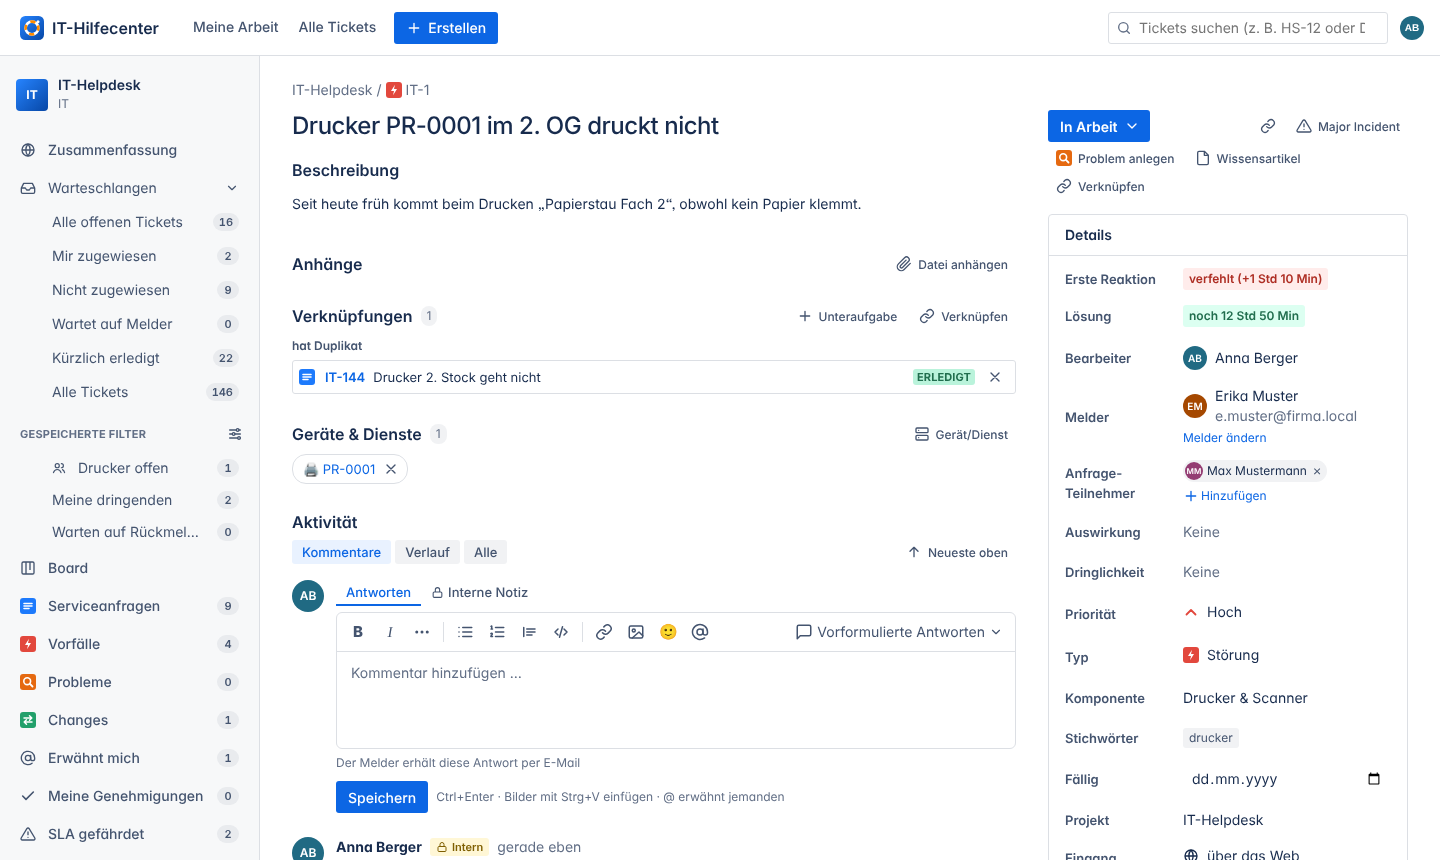 IT-Hilfecenter
Meine Arbeit
Alle Tickets
Erstellen
Tickets suchen (z. B. HS-12 oder D
AB
IT
IT-Helpdesk
IT
Zusammenfassung
Warteschlangen
Alle offenen Tickets 16
Mir zugewiesen 2
Nicht zugewiesen 9
Wartet auf Melder 0
Kürzlich erledigt 22
Alle Tickets 146
GESPEICHERTE FILTER
Drucker offen 1
Meine dringenden 2
Warten auf Rückmel... 0
Board
Serviceanfragen 9
Vorfälle 4
Probleme 0
Changes 1
Erwähnt mich 1
Meine Genehmigungen 0
SLA gefährdet 2
IT-Helpdesk / IT-1
Drucker PR-0001 im 2. OG druckt nicht
Beschreibung
Seit heute früh kommt beim Drucken „Papierstau Fach 2“, obwohl kein Papier klemmt.
Anhänge
Datei anhängen
Verknüpfungen 1
Unteraufgabe
Verknüpfen
hat Duplikat
IT-144 Drucker 2. Stock geht nicht ERLEDIGT
Geräte & Dienste 1
Gerät/Dienst
PR-0001
Aktivität
Kommentare
Verlauf
Alle
Neueste oben
AB
Antworten
Interne Notiz
B I
Vorformulierte Antworten
Kommentar hinzufügen ...
Der Melder erhält diese Antwort per E-Mail
Speichern
Ctrl+Enter · Bilder mit Strg+V einfügen · @ erwähnt jemanden
AB
Anna Berger Intern gerade eben
In Arbeit
Major Incident
Problem anlegen
Wissensartikel
Verknüpfen
Details
Erste Reaktion verfehlt (+1 Std 10 Min)
Lösung noch 12 Std 50 Min
Bearbeiter AB Anna Berger
Melder EM Erika Muster
e.muster@firma.local
Melder ändern
Anfrage-
Teilnehmer
MM Max Mustermann ×
Hinzufügen
Auswirkung Keine
Dringlichkeit Keine
Priorität Hoch
Typ Störung
Komponente Drucker & Scanner
Stichwörter drucker
Fällig dd.mm.yyyy
Projekt IT-Helpdesk
Eingang über das Web